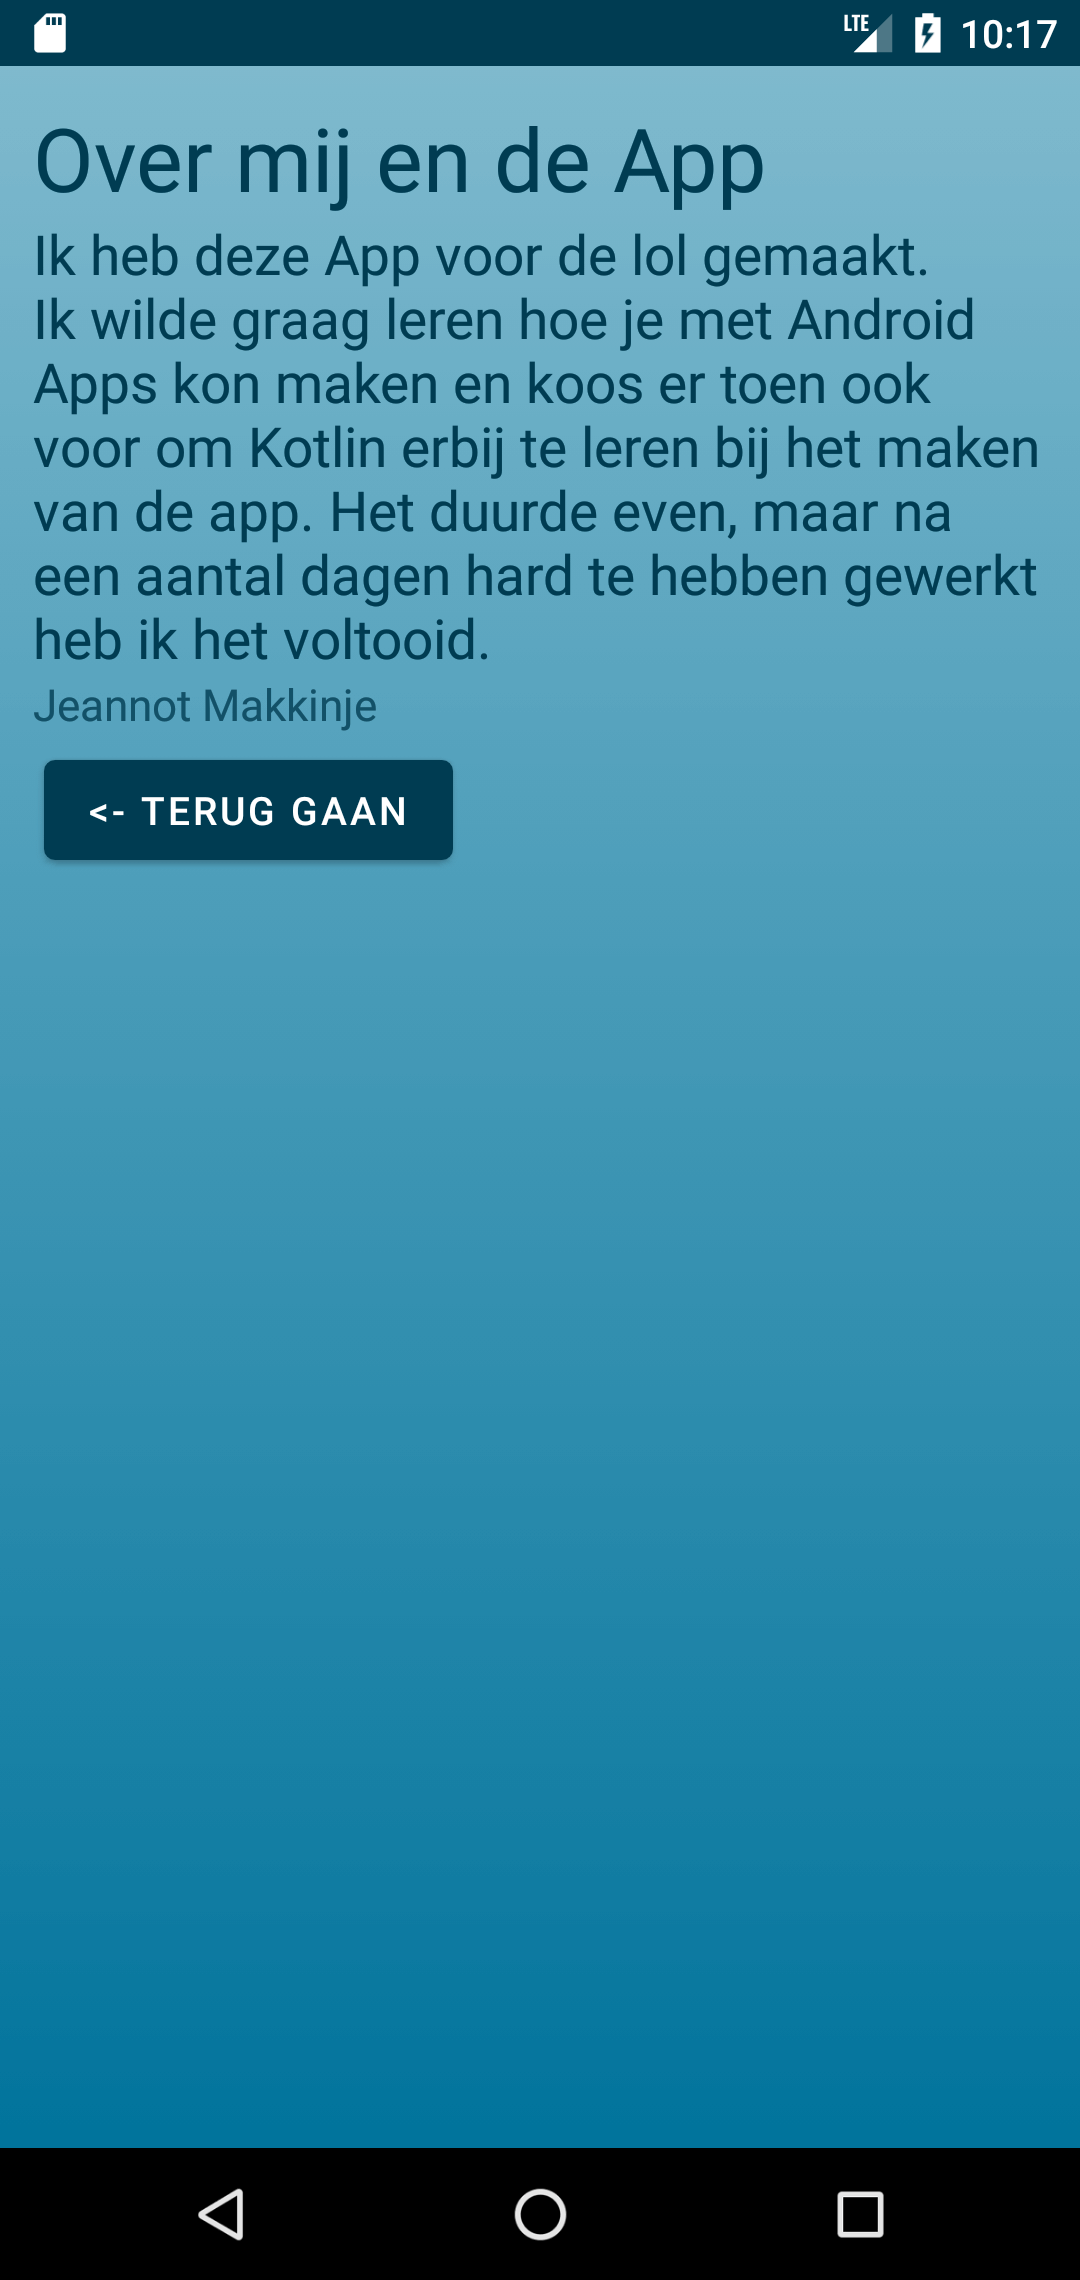 LTE 10:17
Over mij en de App
Ik heb deze App voor de lol gemaakt.
Ik wilde graag leren hoe je met Android
Apps kon maken en koos er toen ook
voor om Kotlin erbij te leren bij het maken
van de app. Het duurde even, maar na
een aantal dagen hard te hebben gewerkt
heb ik het voltooid.
Jeannot Makkinje
<- TERUG GAAN